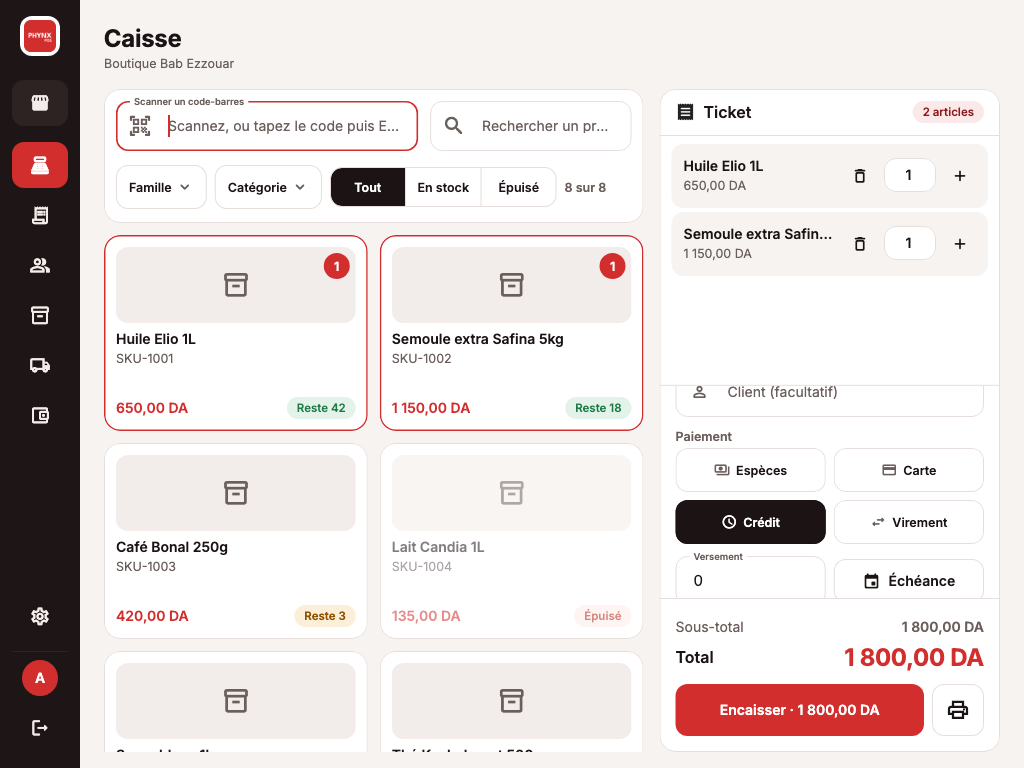 PHYNX
POS
Caisse
Boutique Bab Ezzouar
Scanner un code-barres
Scannez, ou tapez le code puis E...
Rechercher un pr...
Famille
Catégorie
Tout
En stock
Épuisé
8 sur 8
1
Huile Elio 1L
SKU-1001
650,00 DA
Reste 42
1
Semoule extra Safina 5kg
SKU-1002
1 150,00 DA
Reste 18
Café Bonal 250g
SKU-1003
420,00 DA
Reste 3
Lait Candia 1L
SKU-1004
135,00 DA
Épuisé
Ticket
2 articles
Huile Elio 1L
650,00 DA
1
Semoule extra Safin...
1 150,00 DA
1
Client (facultatif)
Paiement
Espèces
Carte
Crédit
Virement
Versement
0
Échéance
Sous-total
1 800,00 DA
Total
1 800,00 DA
Encaisser · 1 800,00 DA
A